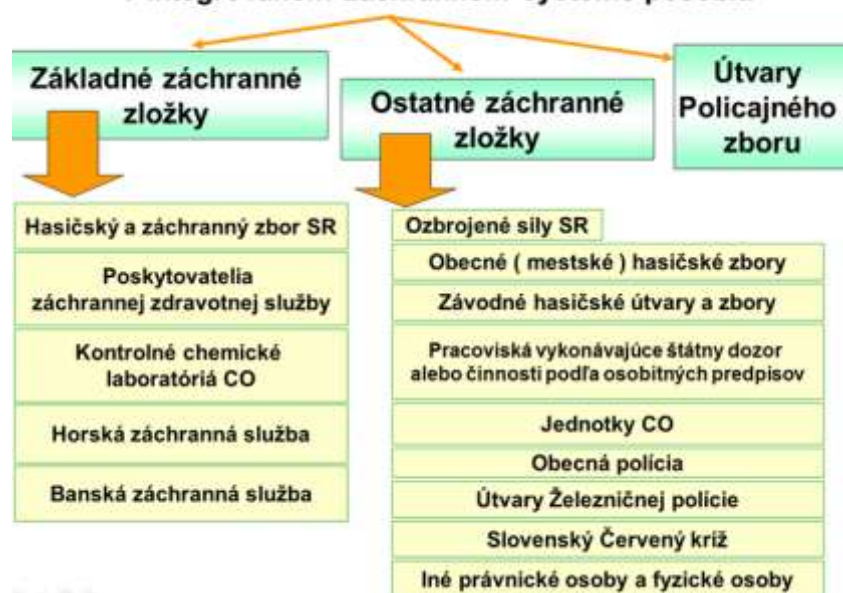 Základné záchranné
zložky
Ostatné záchranné
zložky
Útvary
Policajného
zboru
Hasičský a záchranný zbor SR
Poskytovatelia
záchrannej zdravotnej služby
Kontrolné chemické
laboratóriá CO
Horská záchranná služba
Banská záchranná služba
Ozbrojené sily SR
Obecné ( mestské ) hasičské zbory
Závodné hasičské útvary a zbory
Pracoviská vykonávajúce štátny dozor
alebo činnosti podľa osobitných predpisov
Jednotky CO
Obecná polícia
Útvary Železničnej polície
Slovenský Červený kríž
Iné právnické osoby a fyzické osoby